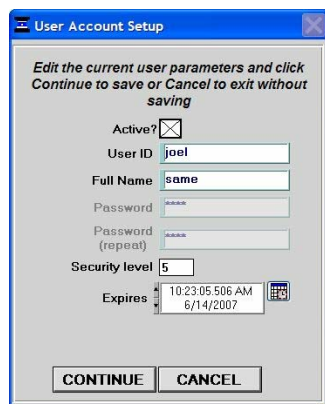 User Account Setup
Edit the current user parameters and click
Continue to save or Cancel to exit without
saving
Active?
User ID joel
Full Name same
Password ****
Password
(repeat) ****
Security level 5
Expires 10:23:05.506 AM
6/14/2007
CONTINUE CANCEL